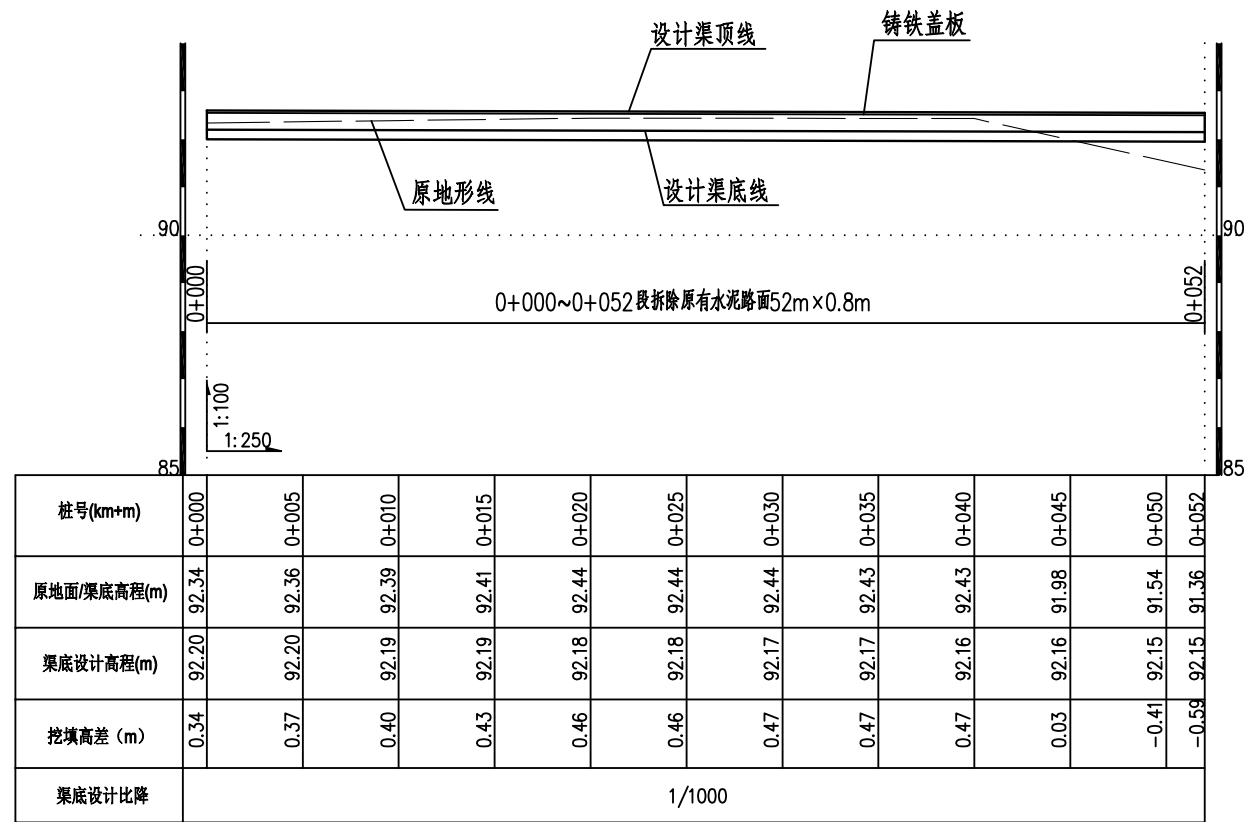 设计渠顶线
铸铁盖板
原地形线
设计渠底线
90
90
0+000
0+000~0+052段拆除原有水泥路面52m×0.8m
0+052
1:100
1:250
85
85
桩号(km+m) 0+000 0+005 0+010 0+015 0+020 0+025 0+030 0+035 0+040 0+045 0+050 0+052
原地面/渠底高程(m) 92.34 92.36 92.39 92.41 92.44 92.44 92.44 92.43 92.43 91.98 91.54 91.36
渠底设计高程(m) 92.20 92.20 92.19 92.19 92.18 92.18 92.17 92.17 92.16 92.16 92.15 92.15
挖填高差（m） 0.34 0.37 0.40 0.43 0.46 0.46 0.47 0.47 0.47 0.03 -0.41 -0.59
渠底设计比降 1/1000